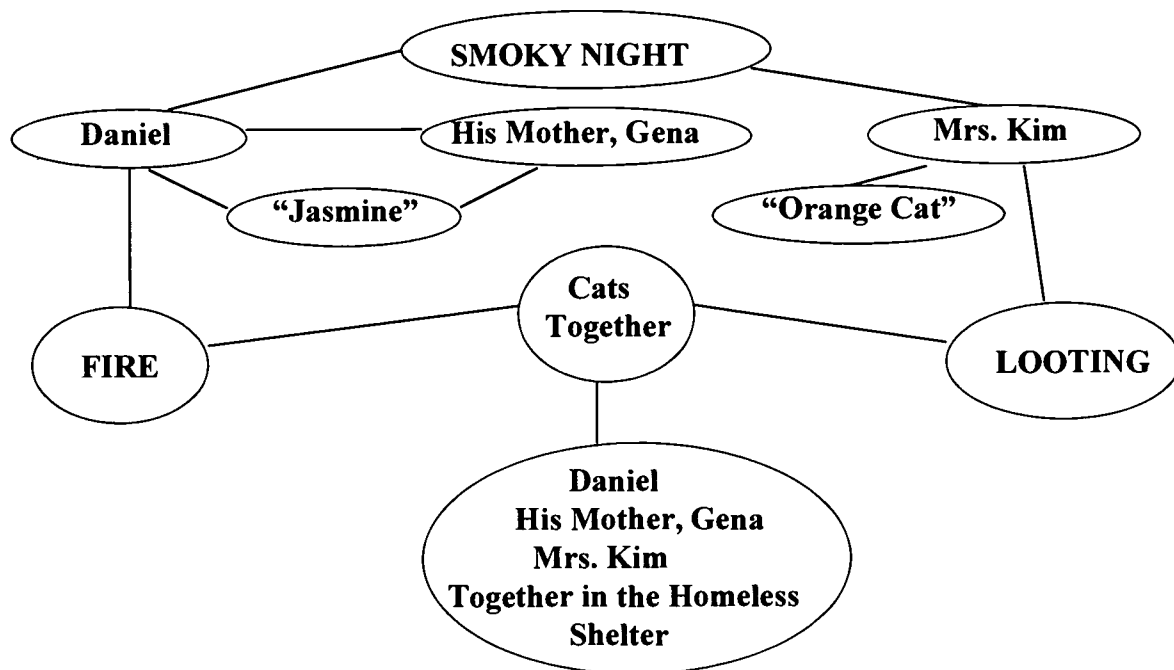 SMOKY NIGHT
Daniel
His Mother, Gena
Mrs. Kim
“Jasmine”
“Orange Cat”
Cats
Together
FIRE
LOOTING
Daniel
His Mother, Gena
Mrs. Kim
Together in the Homeless
Shelter